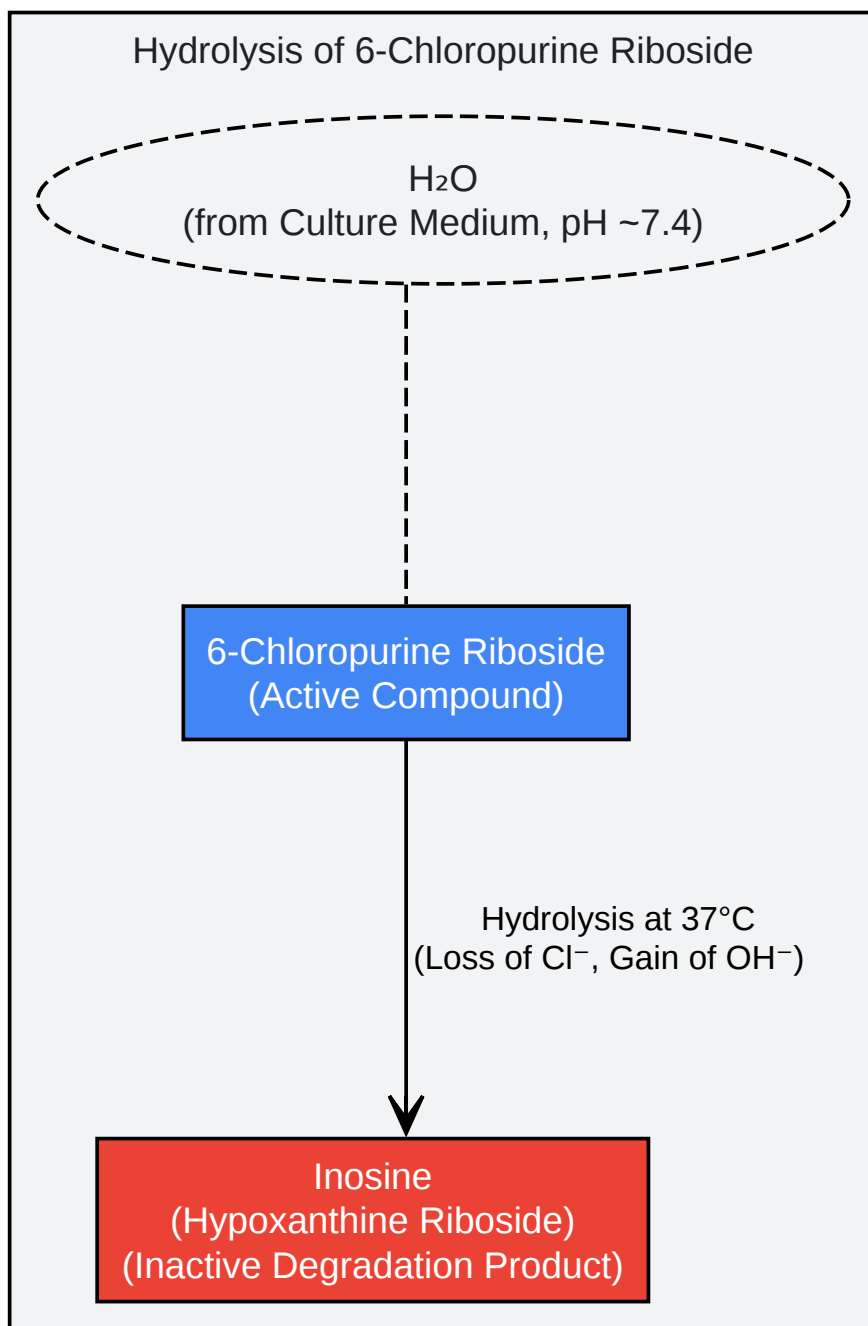 Hydrolysis of 6-Chloropurine Riboside
H₂O
(from Culture Medium, pH ~7.4)
6-Chloropurine Riboside
(Active Compound)
Hydrolysis at 37°C
(Loss of Cl⁻, Gain of OH⁻)
Inosine
(Hypoxanthine Riboside)
(Inactive Degradation Product)